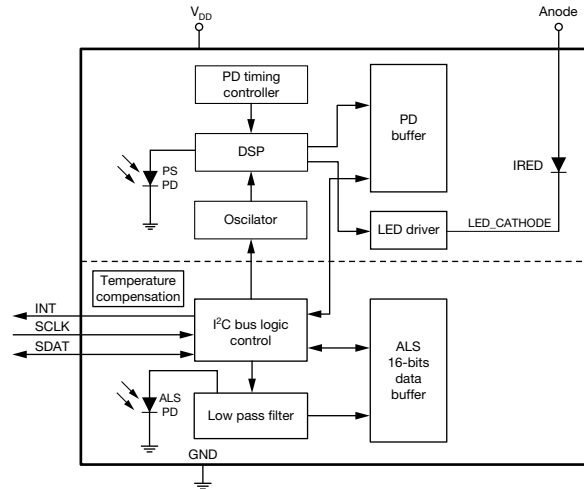 VDD
Anode
PD timing
controller
PD
buffer
DSP
PS
PD
IRED
Oscilator
LED driver
LED_CATHODE
Temperature
compensation
INT
SCLK
SDAT
I²C bus logic
control
ALS
16-bits
data
buffer
ALS
PD
Low pass filter
GND